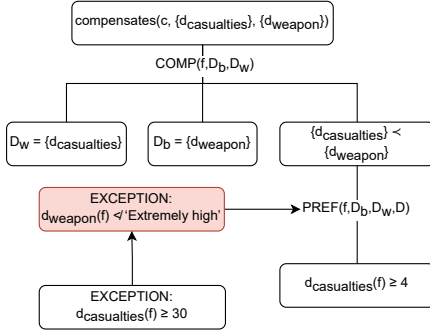 compensates(c, {dcasualties}, {dweapon})
COMP(f,Db,Dw)
Dw = {dcasualties}
Db = {dweapon}
{dcasualties} ≺
{dweapon}
EXCEPTION:
dweapon(f) ≮ 'Extremely high'
PREF(f,Db,Dw,D)
EXCEPTION:
dcasualties(f) ≥ 30
dcasualties(f) ≥ 4